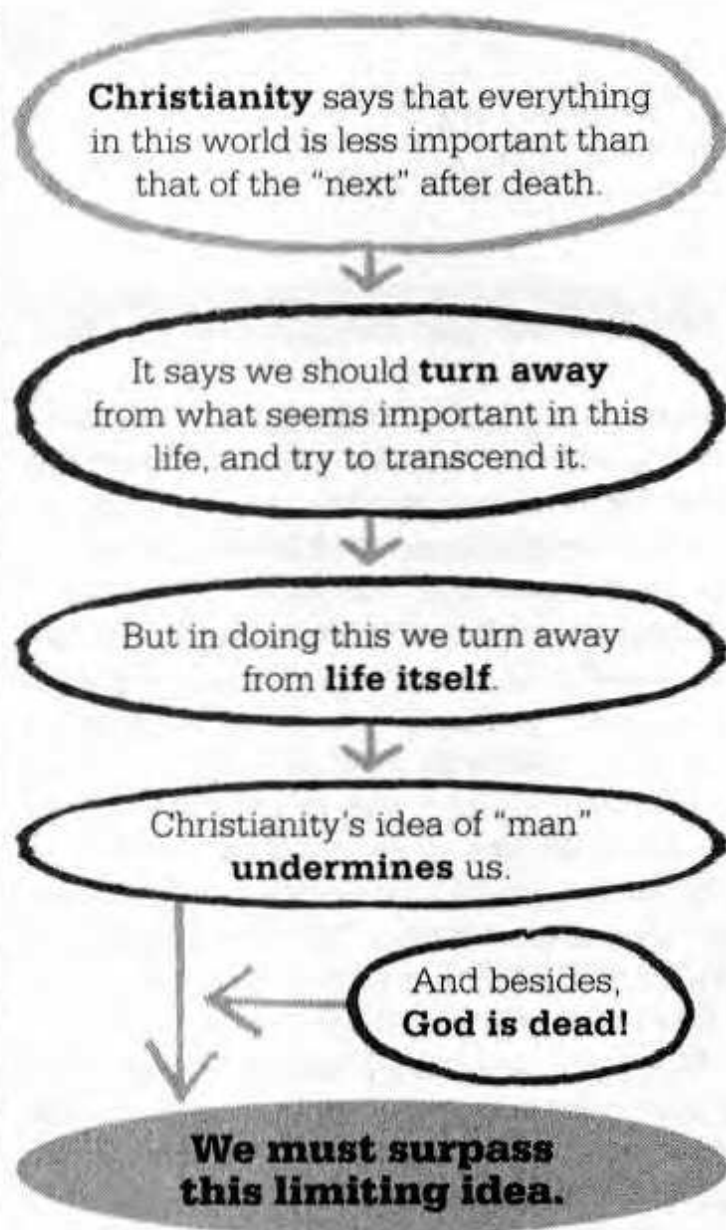 Christianity says that everything
in this world is less important than
that of the “next” after death.
It says we should turn away
from what seems important in this
life, and try to transcend it.
But in doing this we turn away
from life itself.
Christianity’s idea of “man”
undermines us.
And besides,
God is dead!
We must surpass
this limiting idea.